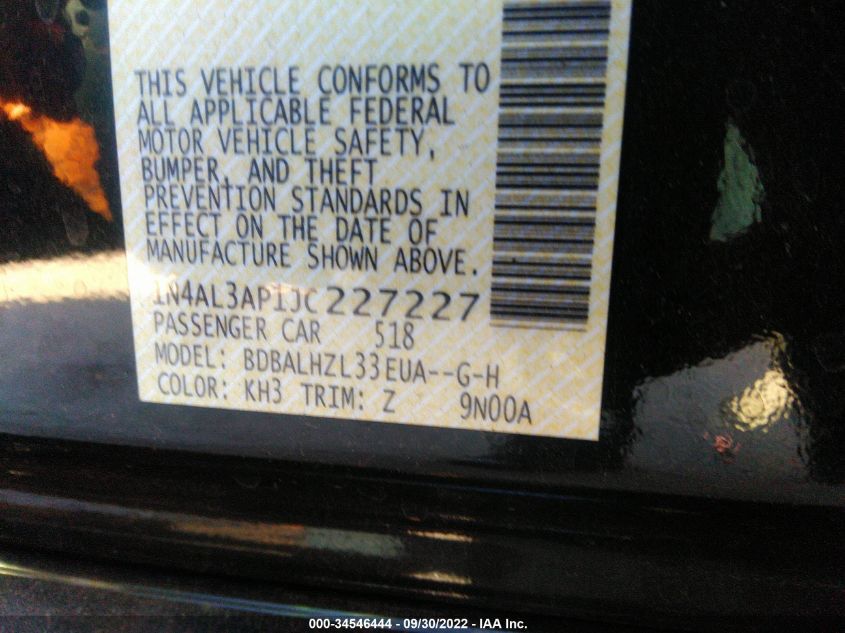 THIS VEHICLE CONFORMS TO
ALL APPLICABLE FEDERAL
MOTOR VEHICLE SAFETY,
BUMPER, AND THEFT
PREVENTION STANDARDS IN
EFFECT ON THE DATE OF
MANUFACTURE SHOWN ABOVE.
1N4AL3AP1JC227227
PASSENGER CAR 518
MODEL: BDBALHZL33EUA--G-H
COLOR: KH3 TRIM: Z 9N00A
000-34546444 - 09/30/2022 - IAA Inc.